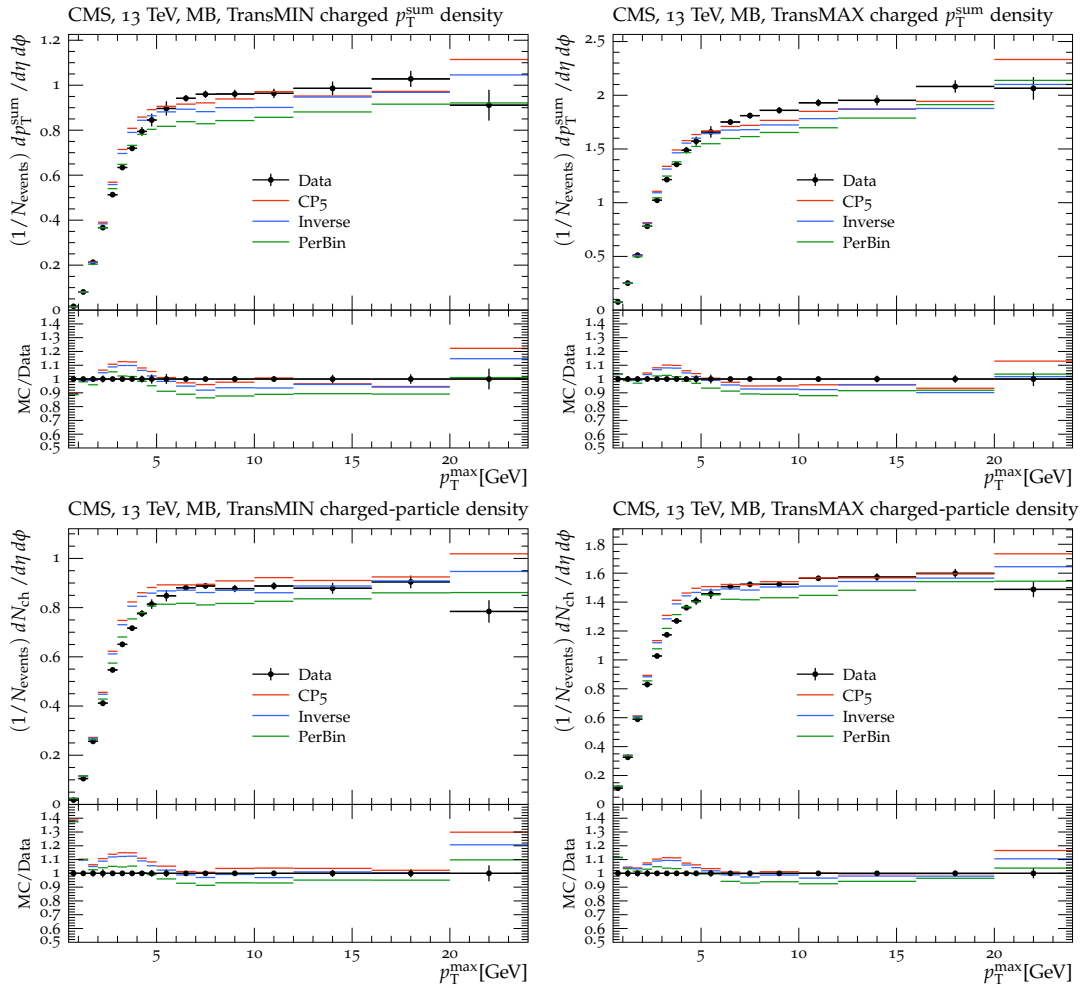 CMS, 13 TeV, MB, TransMIN charged p_T^sum density
(1/N_events) dp_T^sum/dη dϕ
1.2
1
0.8
0.6
0.4
0.2
0
Data
CP5
Inverse
PerBin
MC/Data
1.4
1.3
1.2
1.1
1
0.9
0.8
0.7
0.6
0.5
5 10 15 20
p_T^max[GeV]
CMS, 13 TeV, MB, TransMAX charged p_T^sum density
(1/N_events) dp_T^sum/dη dϕ
2.5
2
1.5
1
0.5
0
Data
CP5
Inverse
PerBin
MC/Data
1.4
1.3
1.2
1.1
1
0.9
0.8
0.7
0.6
0.5
5 10 15 20
p_T^max[GeV]
CMS, 13 TeV, MB, TransMIN charged-particle density
(1/N_events) dN_ch/dη dϕ
1
0.8
0.6
0.4
0.2
0
Data
CP5
Inverse
PerBin
MC/Data
1.4
1.3
1.2
1.1
1
0.9
0.8
0.7
0.6
0.5
5 10 15 20
p_T^max[GeV]
CMS, 13 TeV, MB, TransMAX charged-particle density
(1/N_events) dN_ch/dη dϕ
1.8
1.6
1.4
1.2
1
0.8
0.6
0.4
0.2
0
Data
CP5
Inverse
PerBin
MC/Data
1.4
1.3
1.2
1.1
1
0.9
0.8
0.7
0.6
0.5
5 10 15 20
p_T^max[GeV]